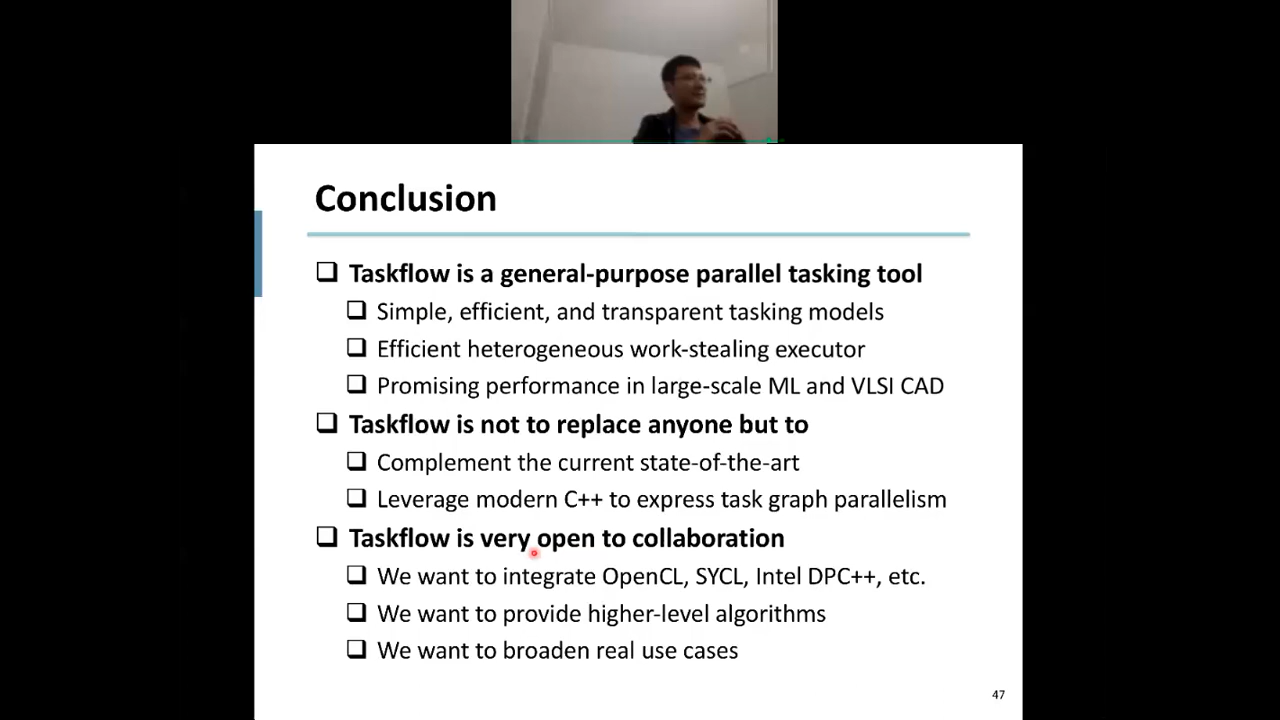 Conclusion
❑ Taskflow is a general-purpose parallel tasking tool
❑ Simple, efficient, and transparent tasking models
❑ Efficient heterogeneous work-stealing executor
❑ Promising performance in large-scale ML and VLSI CAD
❑ Taskflow is not to replace anyone but to
❑ Complement the current state-of-the-art
❑ Leverage modern C++ to express task graph parallelism
❑ Taskflow is very open to collaboration
❑ We want to integrate OpenCL, SYCL, Intel DPC++, etc.
❑ We want to provide higher-level algorithms
❑ We want to broaden real use cases
47